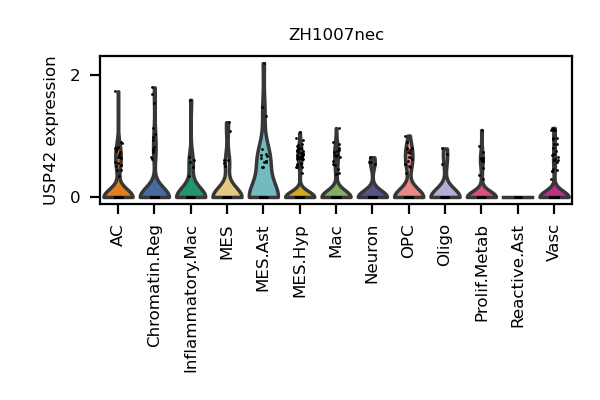 ZH1007nec
USP42 expression
2
0
AC
Chromatin.Reg
Inflammatory.Mac
MES
MES.Ast
MES.Hyp
Mac
Neuron
OPC
Oligo
Prolif.Metab
Reactive.Ast
Vasc